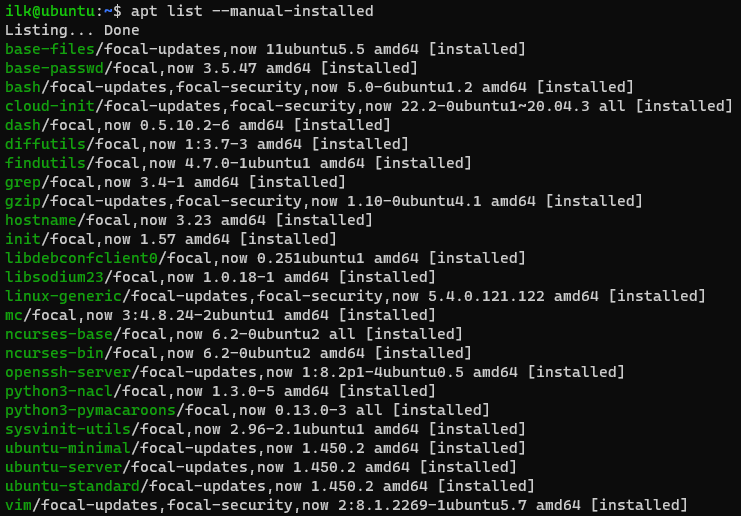 ilk@ubuntu:~$ apt list --manual-installed
Listing... Done
base-files/focal-updates,now 11ubuntu5.5 amd64 [installed]
base-passwd/focal,now 3.5.47 amd64 [installed]
bash/focal-updates,focal-security,now 5.0-6ubuntu1.2 amd64 [installed]
cloud-init/focal-updates,focal-security,now 22.2-0ubuntu1~20.04.3 all [installed]
dash/focal,now 0.5.10.2-6 amd64 [installed]
diffutils/focal,now 1:3.7-3 amd64 [installed]
findutils/focal,now 4.7.0-1ubuntu1 amd64 [installed]
grep/focal,now 3.4-1 amd64 [installed]
gzip/focal-updates,focal-security,now 1.10-0ubuntu4.1 amd64 [installed]
hostname/focal,now 3.23 amd64 [installed]
init/focal,now 1.57 amd64 [installed]
libdebconfclient0/focal,now 0.251ubuntu1 amd64 [installed]
libsodium23/focal,now 1.0.18-1 amd64 [installed]
linux-generic/focal-updates,focal-security,now 5.4.0.121.122 amd64 [installed]
mc/focal,now 3:4.8.24-2ubuntu1 amd64 [installed]
ncurses-base/focal,now 6.2-0ubuntu2 all [installed]
ncurses-bin/focal,now 6.2-0ubuntu2 amd64 [installed]
openssh-server/focal-updates,now 1:8.2p1-4ubuntu0.5 amd64 [installed]
python3-nacl/focal,now 1.3.0-5 amd64 [installed]
python3-pymacaroons/focal,now 0.13.0-3 all [installed]
sysvinit-utils/focal,now 2.96-2.1ubuntu1 amd64 [installed]
ubuntu-minimal/focal-updates,now 1.450.2 amd64 [installed]
ubuntu-server/focal-updates,now 1.450.2 amd64 [installed]
ubuntu-standard/focal-updates,now 1.450.2 amd64 [installed]
vim/focal-updates,focal-security,now 2:8.1.2269-1ubuntu5.7 amd64 [installed]